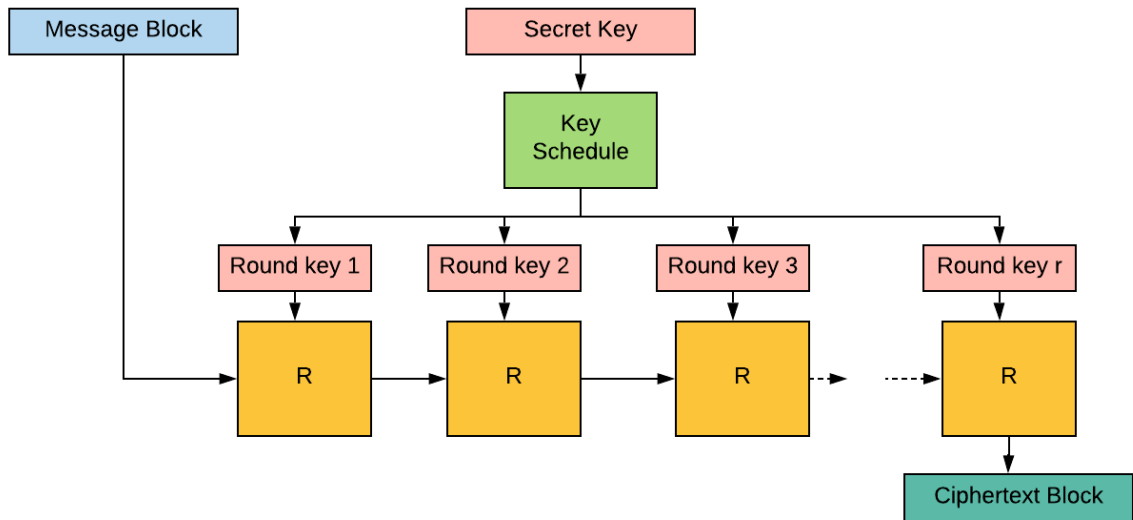 Message Block
Secret Key
Key
Schedule
Round key 1
Round key 2
Round key 3
Round key r
R
R
R
R
Ciphertext Block